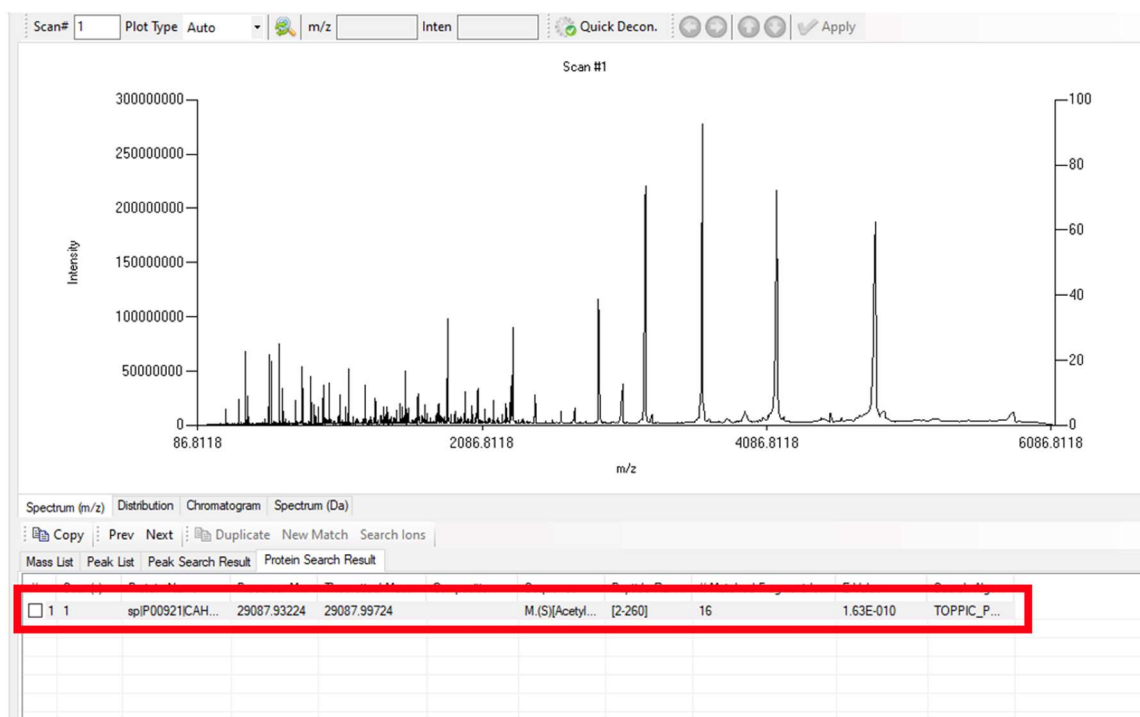 Scan# 1 Plot Type Auto m/z Inten Quick Decon. Apply
Scan #1
300000000 100
250000000
80
200000000
60
150000000
Intensity
40
100000000
20
50000000
0 0
86.8118 2086.8118 4086.8118 6086.8118
m/z
Spectrum (m/z) Distribution Chromatogram Spectrum (Da)
Copy Prev Next Duplicate New Match Search Ions
Mass List Peak List Peak Search Result Protein Search Result
1 1 sp|P00921|CAH... 29087.93224 29087.99724 M.(S)[Acetyl... [2-260] 16 1.63E-010 TOPPIC_P...